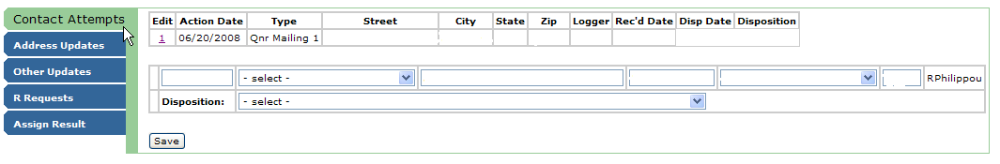 Contact Attempts
Address Updates
Other Updates
R Requests
Assign Result
Edit Action Date Type Street City State Zip Logger Rec'd Date Disp Date Disposition
1 06/20/2008 Qnr Mailing 1
- select - RPhilippou
Disposition: - select -
Save